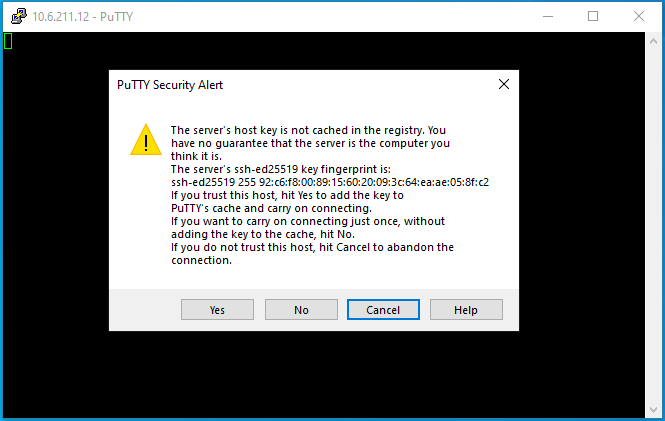 10.6.211.12 - PuTTY
PuTTY Security Alert
The server's host key is not cached in the registry. You
have no guarantee that the server is the computer you
think it is.
The server's ssh-ed25519 key fingerprint is:
ssh-ed25519 255 92:c6:f8:00:89:15:60:20:09:3c:64:ea:ae:05:8f:c2
If you trust this host, hit Yes to add the key to
PuTTY's cache and carry on connecting.
If you want to carry on connecting just once, without
adding the key to the cache, hit No.
If you do not trust this host, hit Cancel to abandon the
connection.
Yes No Cancel Help